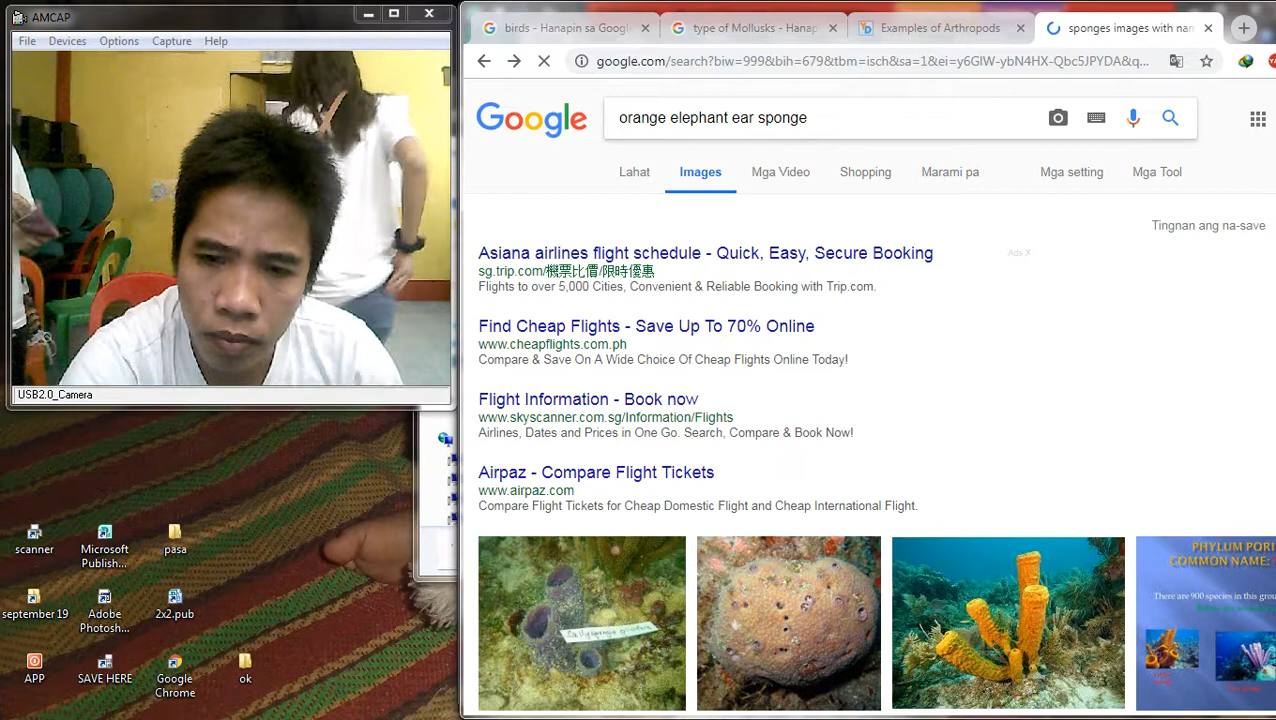 AMCAP
File Devices Options Capture Help
USB2.0_Camera
scanner
Microsoft Publish...
pasa
september 19
Adobe Photosh...
2x2.pub
APP
SAVE HERE
Google Chrome
ok
birds - Hanapin sa Googl
type of Mollusks - Hanap
Examples of Arthropods
sponges images with nam
google.com/search?biw=999&bih=679&tbm=isch&sa=1&ei=y6GIW-ybN4HX-Qbc5JPYDA&q...
Google
orange elephant ear sponge
Lahat Images Mga Video Shopping Marami pa Mga setting Mga Tool
Tingnan ang na-save
Asiana airlines flight schedule - Quick, Easy, Secure Booking
Ads X
sg.trip.com/機票比價/限時優惠
Flights to over 5,000 Cities, Convenient & Reliable Booking with Trip.com.
Find Cheap Flights - Save Up To 70% Online
www.cheapflights.com.ph
Compare & Save On A Wide Choice Of Cheap Flights Online Today!
Flight Information - Book now
www.skyscanner.com.sg/Information/Flights
Airlines, Dates and Prices in One Go. Search, Compare & Book Now!
Airpaz - Compare Flight Tickets
www.airpaz.com
Compare Flight Tickets for Cheap Domestic Flight and Cheap International Flight.
PHYLUM PORI
COMMON NAME:
There are 900 species in this grou